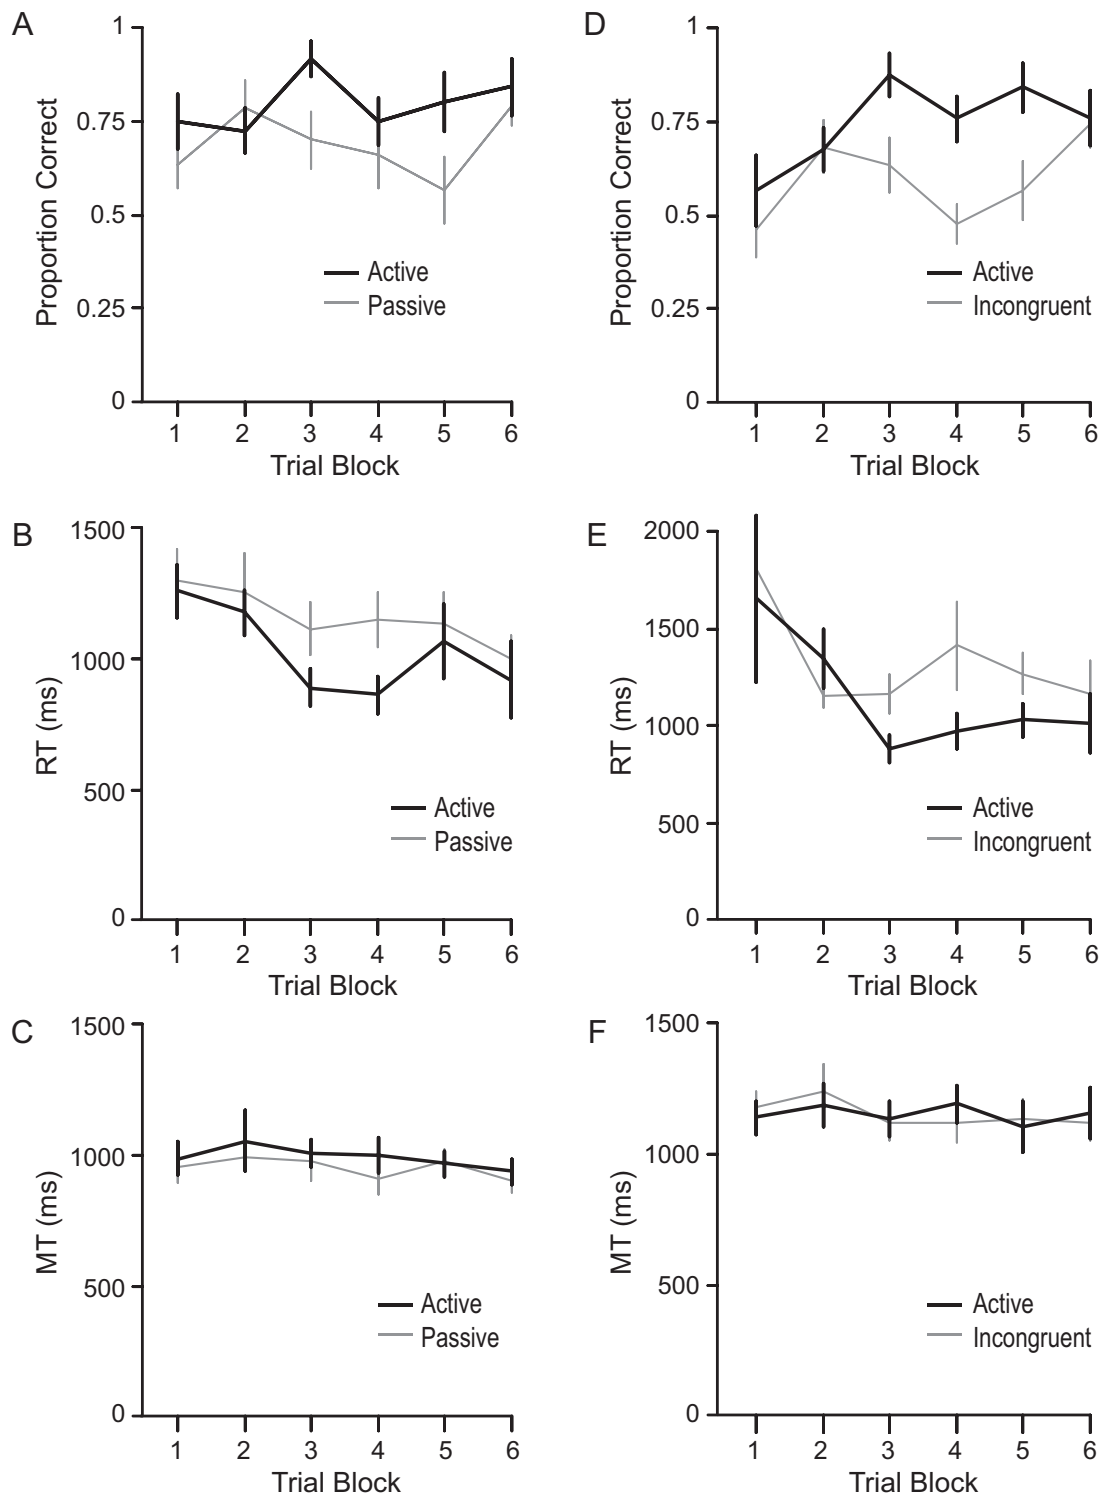 A
1
0.75
0.5
0.25
0
Proportion Correct
Active
Passive
1 2 3 4 5 6
Trial Block
D
1
0.75
0.5
0.25
0
Proportion Correct
Active
Incongruent
1 2 3 4 5 6
Trial Block
B
1500
1000
500
0
RT (ms)
Active
Passive
1 2 3 4 5 6
Trial Block
E
2000
1500
1000
500
0
RT (ms)
Active
Incongruent
1 2 3 4 5 6
Trial Block
C
1500
1000
500
0
MT (ms)
Active
Passive
1 2 3 4 5 6
Trial Block
F
1500
1000
500
0
MT (ms)
Active
Incongruent
1 2 3 4 5 6
Trial Block